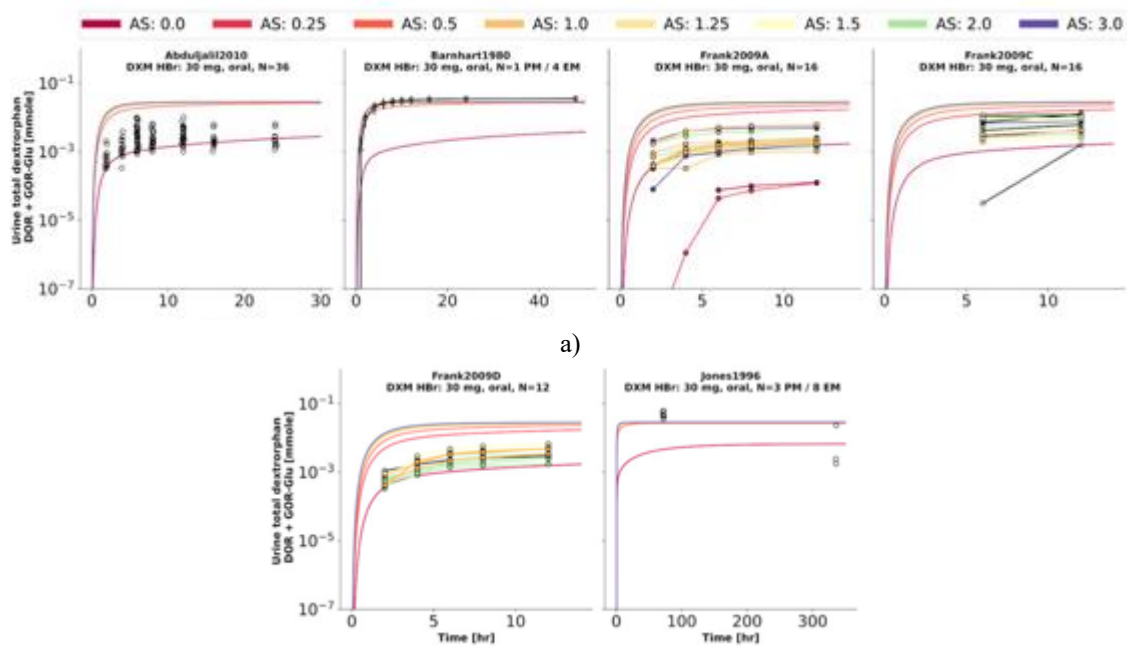 AS: 0.0 AS: 0.25 AS: 0.5 AS: 1.0 AS: 1.25 AS: 1.5 AS: 2.0 AS: 3.0
Abduljalil2010
DXM HBr: 30 mg, oral, N=36
Barnhart1980
DXM HBr: 30 mg, oral, N=1 PM / 4 EM
Frank2009A
DXM HBr: 30 mg, oral, N=16
Frank2009C
DXM HBr: 30 mg, oral, N=16
Urine total dextrorphan
DOR + GOR-Glu [mmole]
10⁻¹
10⁻³
10⁻⁵
10⁻⁷
0 10 20 30
0 20 40
0 5 10
0 5 10
a)
Frank2009D
DXM HBr: 30 mg, oral, N=12
Jones1996
DXM HBr: 30 mg, oral, N=3 PM / 8 EM
Urine total dextrorphan
DOR + GOR-Glu [mmole]
10⁻¹
10⁻³
10⁻⁵
10⁻⁷
0 5 10
0 100 200 300
Time [hr]
Time [hr]